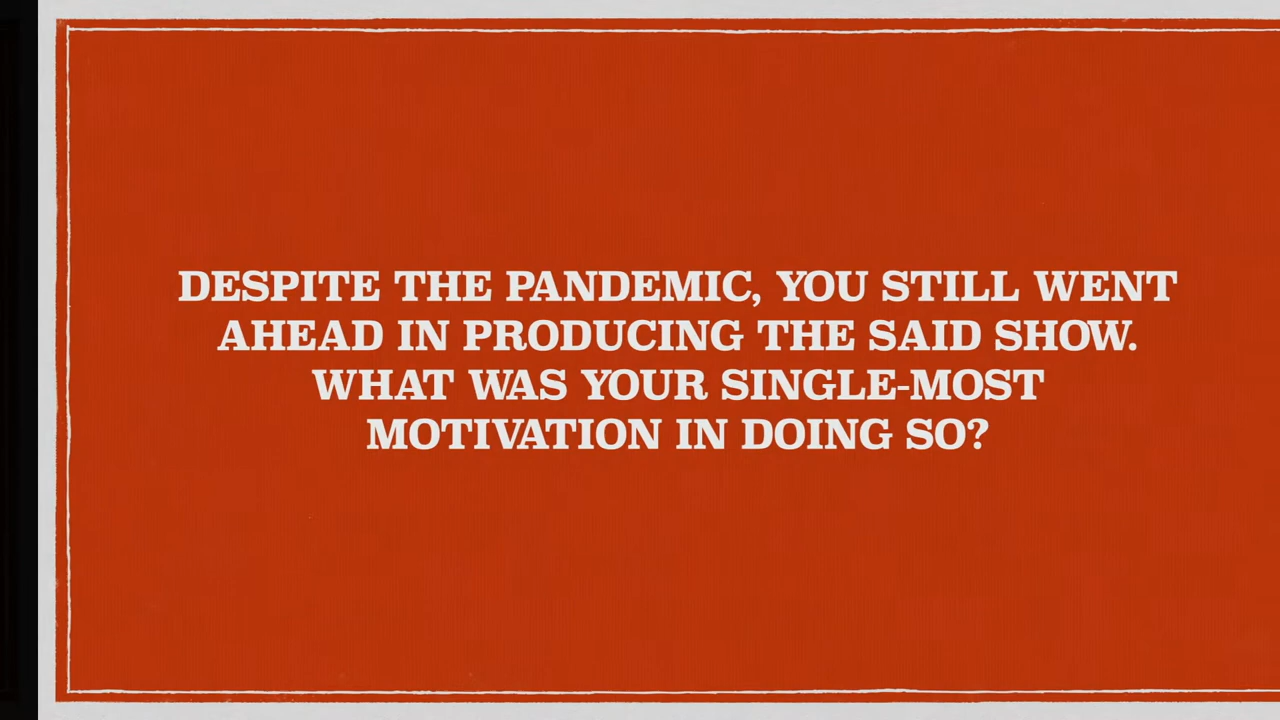 DESPITE THE PANDEMIC, YOU STILL WENT
AHEAD IN PRODUCING THE SAID SHOW.
WHAT WAS YOUR SINGLE-MOST
MOTIVATION IN DOING SO?